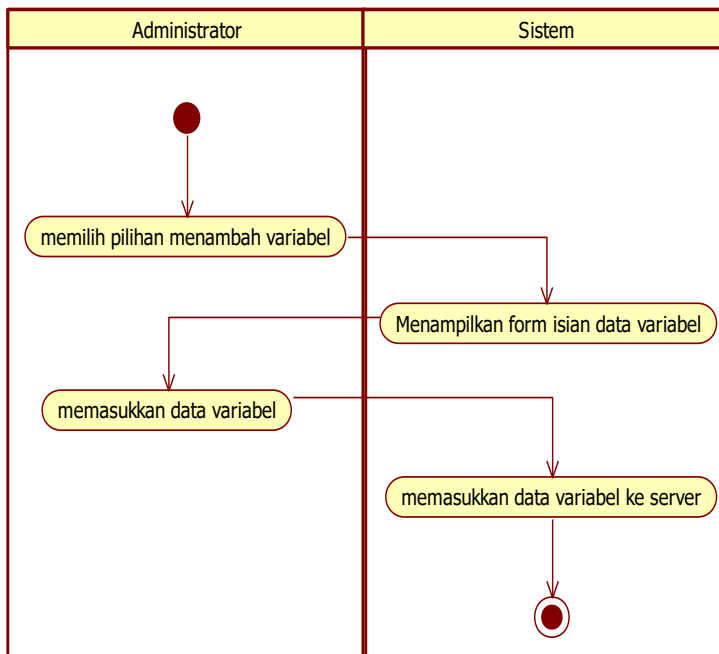 Administrator
Sistem
memilih pilihan menambah variabel
Menampilkan form isian data variabel
memasukkan data variabel
memasukkan data variabel ke server